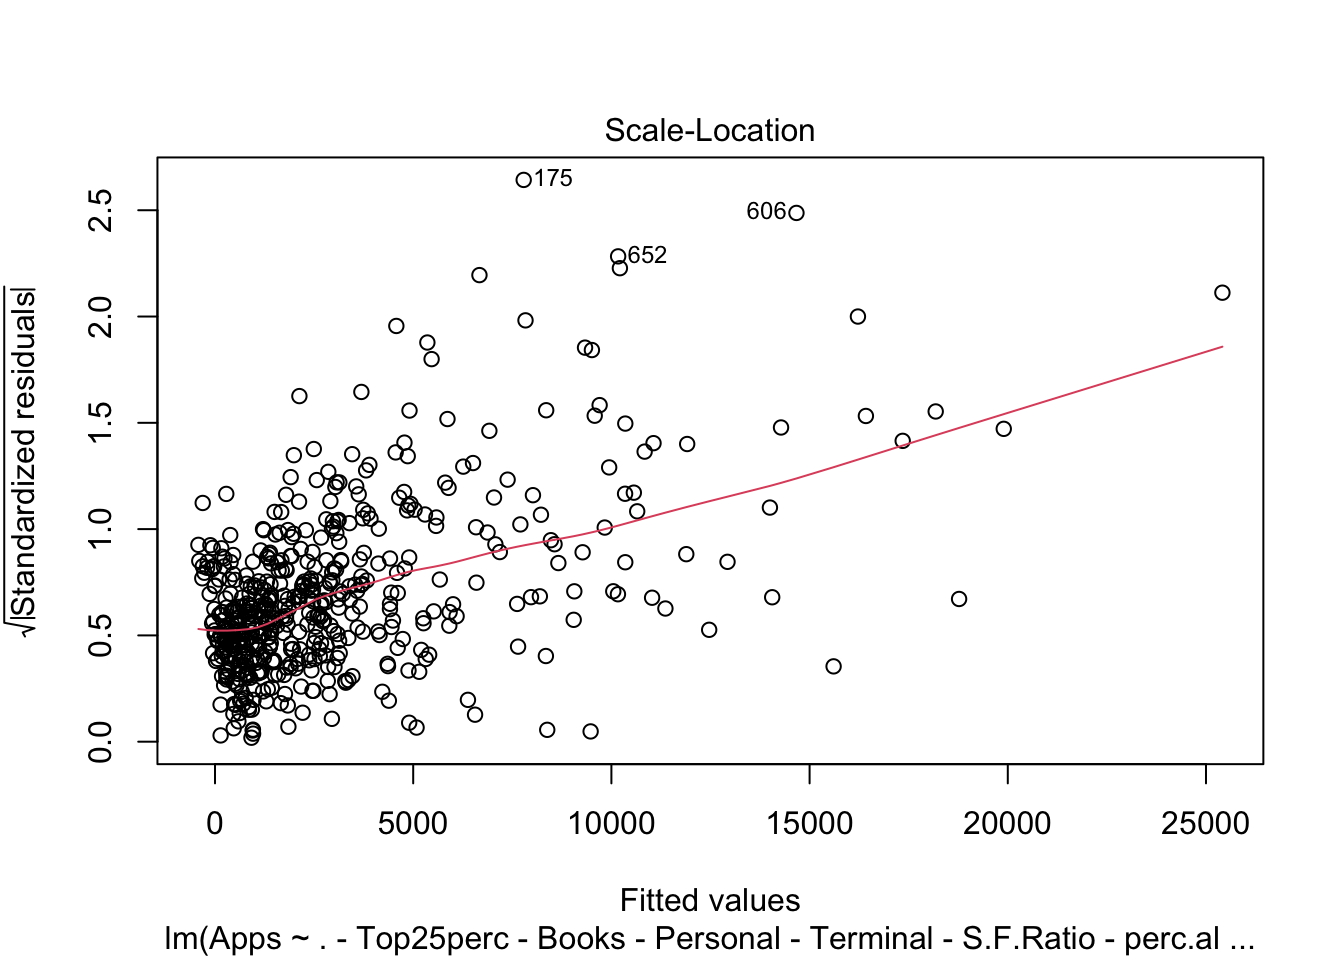 Scale-Location
175
606
652
√|Standardized residuals|
2.5
2.0
1.5
1.0
0.5
0.0
0 5000 10000 15000 20000 25000
Fitted values
lm(Apps ~ . - Top25perc - Books - Personal - Terminal - S.F.Ratio - perc.al ...